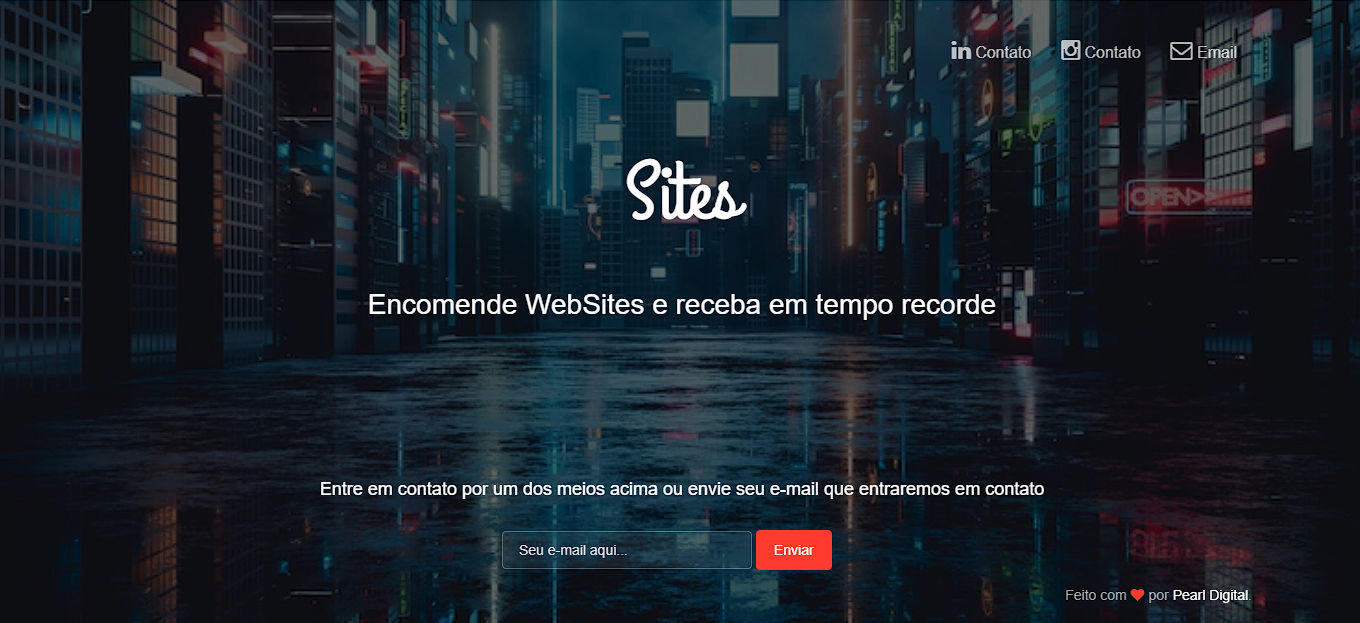 Contato Contato Email
Sites
OPEN>
Encomende WebSites e receba em tempo recorde
Entre em contato por um dos meios acima ou envie seu e-mail que entraremos em contato
Seu e-mail aqui... Enviar
Feito com ❤ por Pearl Digital.